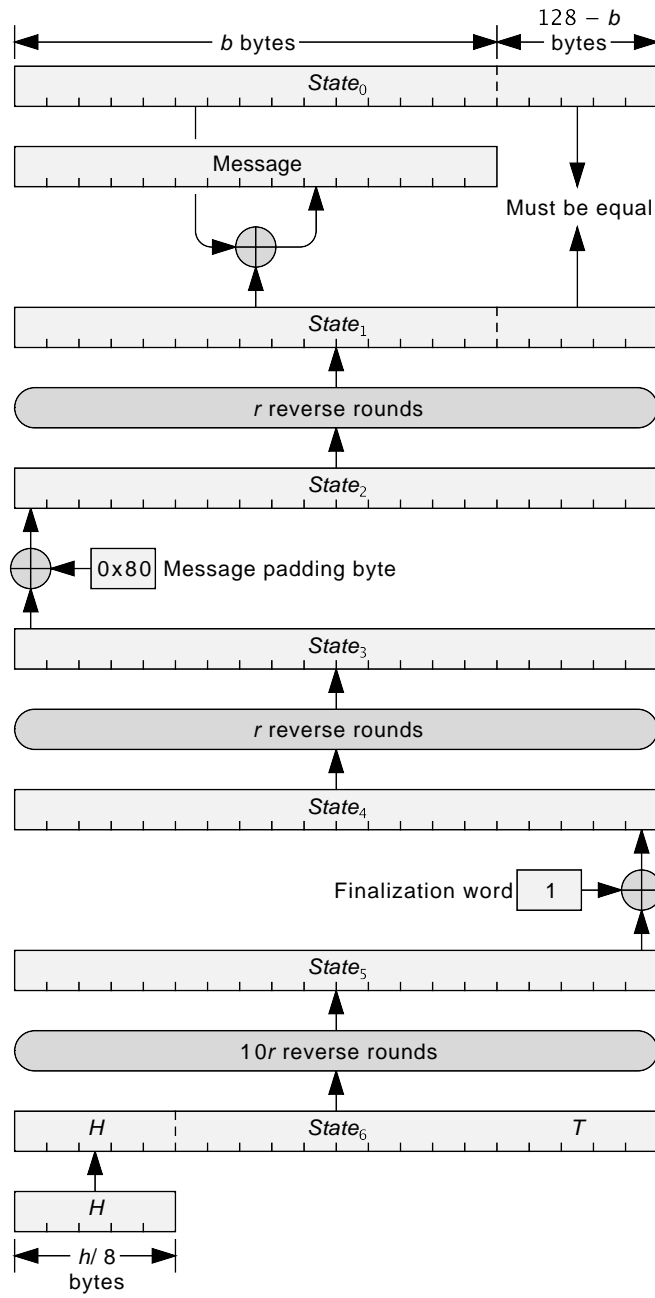 128 − b
b bytes
bytes
State₀
Message
Must be equal
State₁
r reverse rounds
State₂
0x80 Message padding byte
State₃
r reverse rounds
State₄
Finalization word 1
State₅
10r reverse rounds
H State₆ T
H
h/ 8
bytes